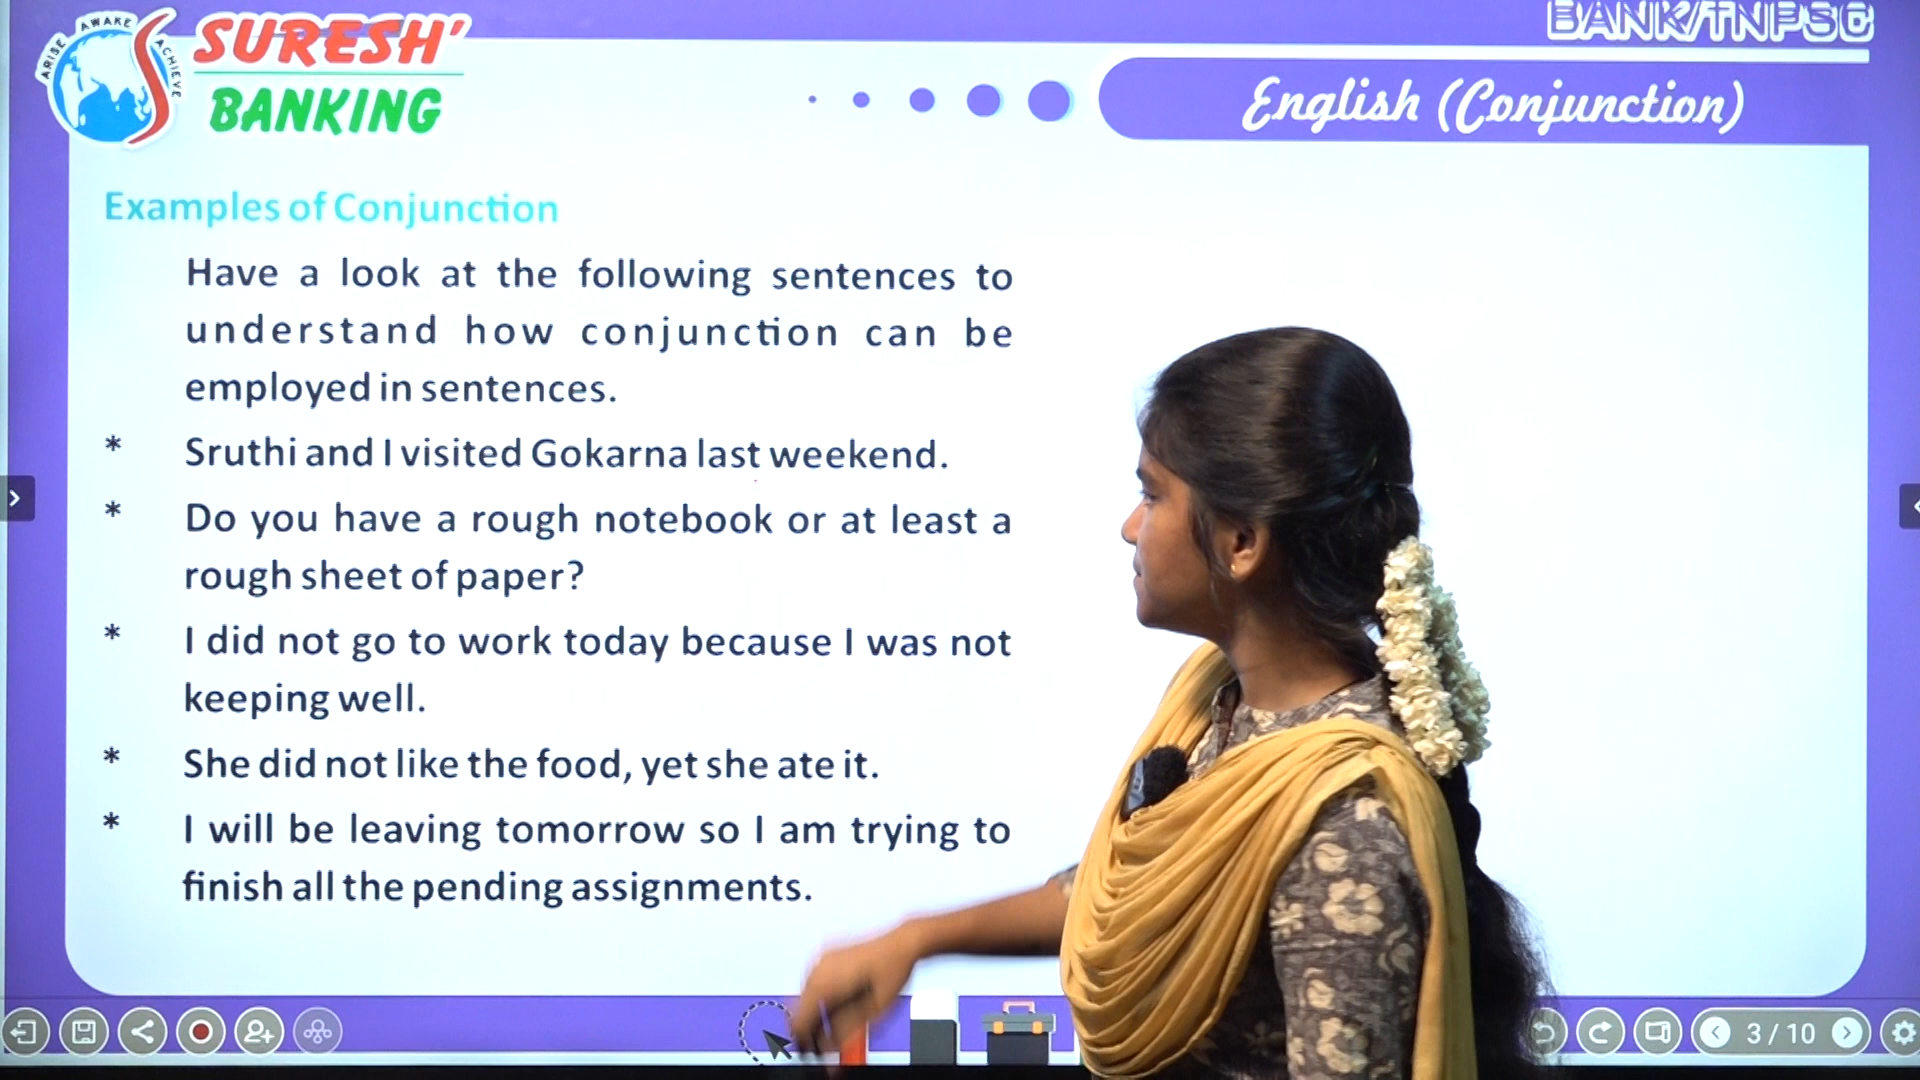 ARISE AWAKE ACHIEVE
SURESH'
BANKING
BANK/TNPSC
English (Conjunction)
Examples of Conjunction
Have a look at the following sentences to
understand how conjunction can be
employed in sentences.
* Sruthi and I visited Gokarna last weekend.
* Do you have a rough notebook or at least a
rough sheet of paper?
* I did not go to work today because I was not
keeping well.
* She did not like the food, yet she ate it.
* I will be leaving tomorrow so I am trying to
finish all the pending assignments.
3 / 10